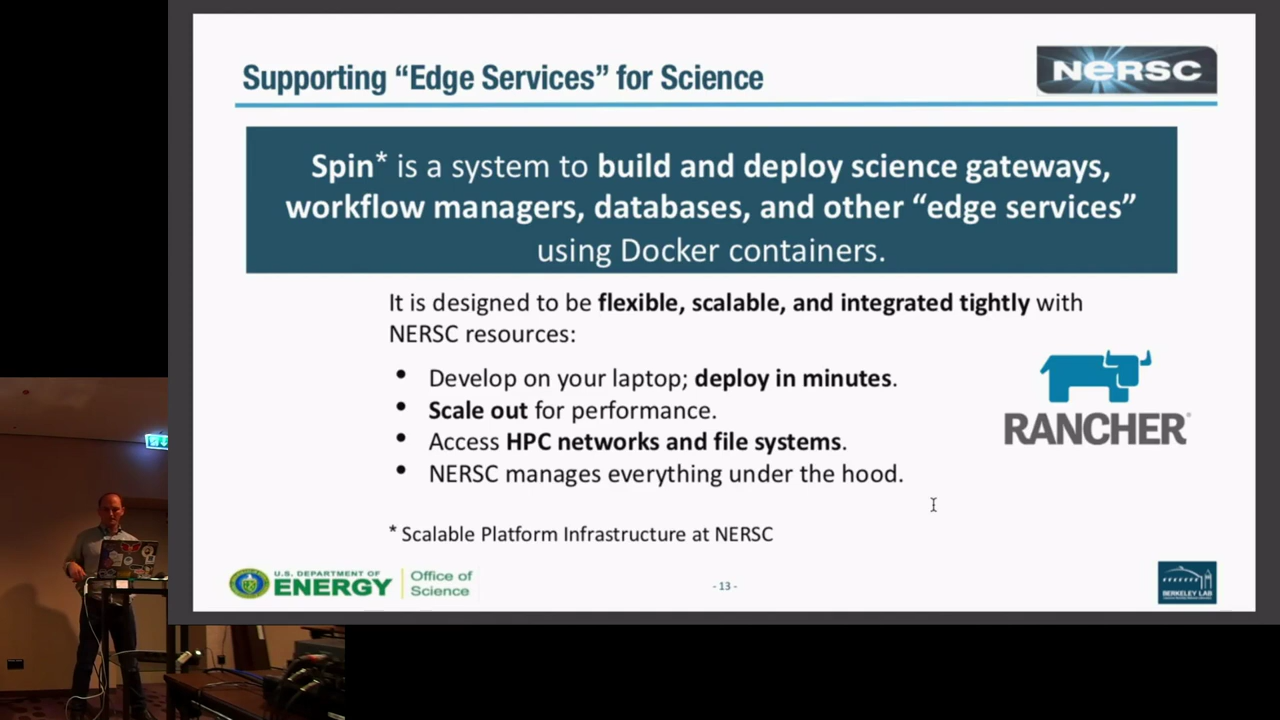 Supporting “Edge Services” for Science
NERSC
Spin* is a system to build and deploy science gateways,
workflow managers, databases, and other “edge services”
using Docker containers.
It is designed to be flexible, scalable, and integrated tightly with
NERSC resources:
• Develop on your laptop; deploy in minutes.
• Scale out for performance.
• Access HPC networks and file systems.
• NERSC manages everything under the hood.
RANCHER®
* Scalable Platform Infrastructure at NERSC
U.S. DEPARTMENT OF
ENERGY
Office of
Science
- 13 -
BERKELEY LAB